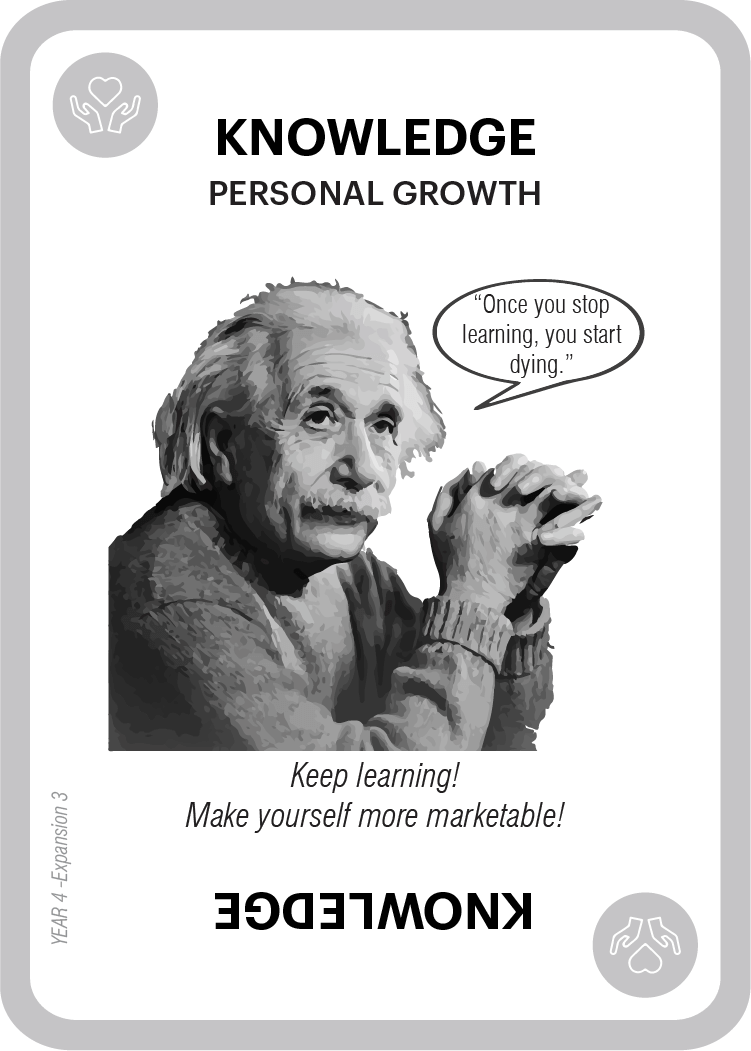 KNOWLEDGE
PERSONAL GROWTH
“Once you stop
learning, you start
dying.”
Keep learning!
Make yourself more marketable!
YEAR 4 -Expansion 3
KNOWLEDGE